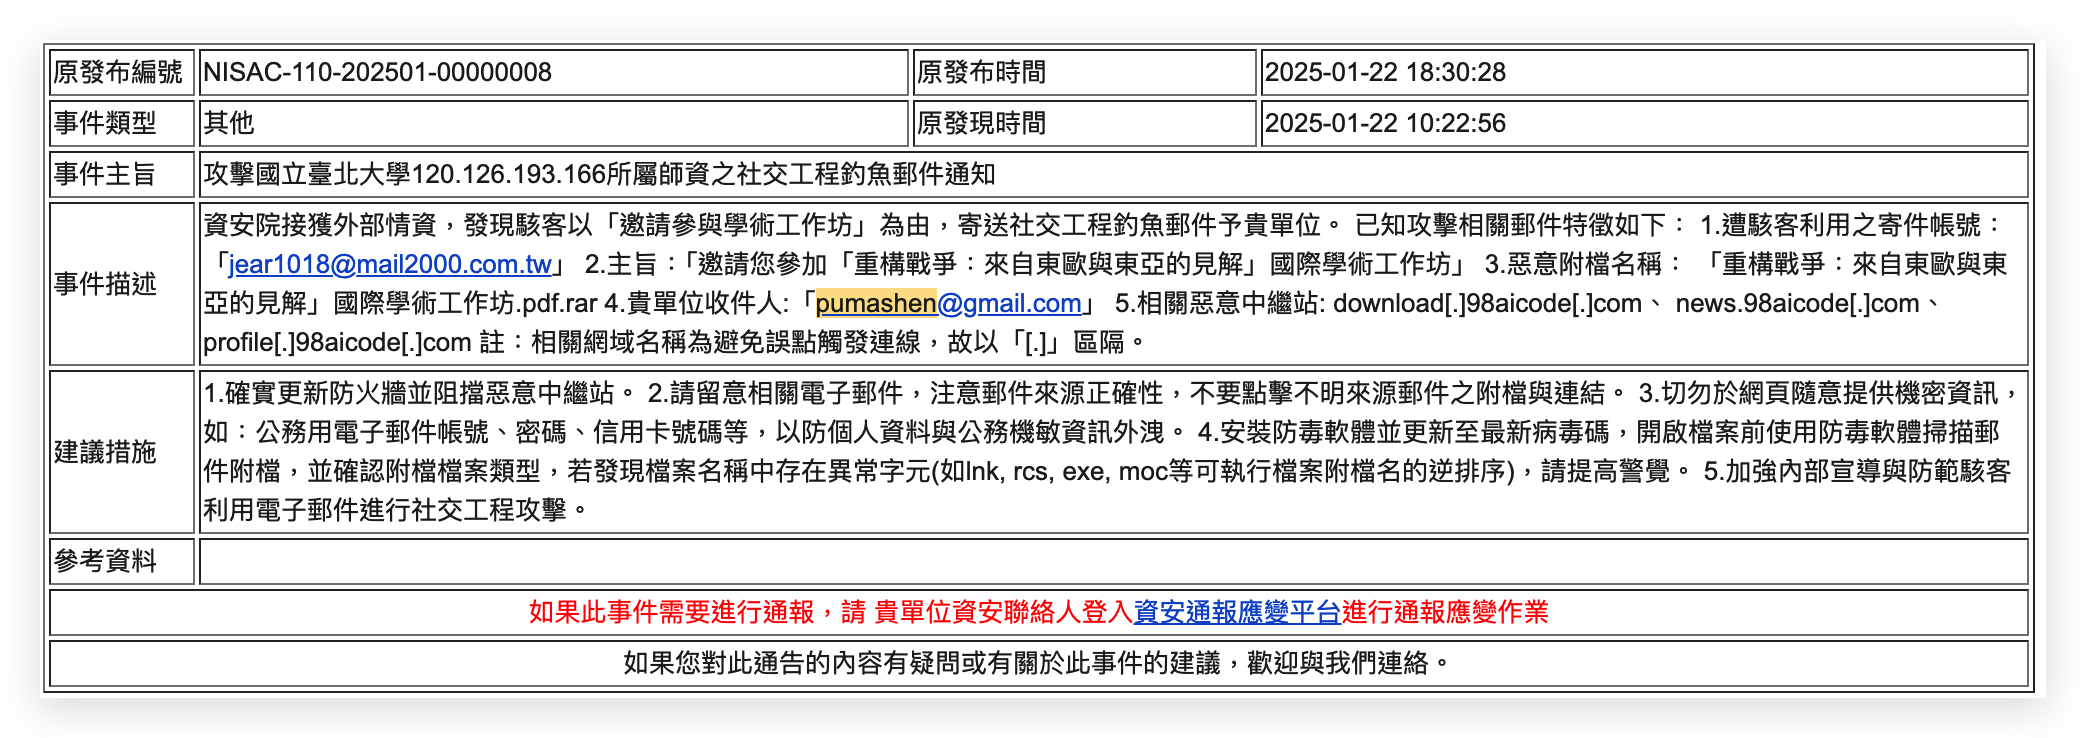 原發布編號 NISAC-110-202501-00000008 原發布時間 2025-01-22 18:30:28
事件類型 其他 原發現時間 2025-01-22 10:22:56
事件主旨 攻擊國立臺北大學120.126.193.166所屬師資之社交工程釣魚郵件通知
事件描述
資安院接獲外部情資，發現駭客以「邀請參與學術工作坊」為由，寄送社交工程釣魚郵件予貴單位。 已知攻擊相關郵件特徵如下： 1.遭駭客利用之寄件帳號：
「jear1018@mail2000.com.tw」 2.主旨：「邀請您參加「重構戰爭：來自東歐與東亞的見解」國際學術工作坊」 3.惡意附檔名稱： 「重構戰爭：來自東歐與東
亞的見解」國際學術工作坊.pdf.rar 4.貴單位收件人:「pumashen@gmail.com」 5.相關惡意中繼站: download[.]98aicode[.]com、 news.98aicode[.]com、
profile[.]98aicode[.]com 註：相關網域名稱為避免誤點觸發連線，故以「[.]」區隔。
建議措施
1.確實更新防火牆並阻擋惡意中繼站。 2.請留意相關電子郵件，注意郵件來源正確性，不要點擊不明來源郵件之附檔與連結。 3.切勿於網頁隨意提供機密資訊，
如：公務用電子郵件帳號、密碼、信用卡號碼等，以防個人資料與公務機敏資訊外洩。 4.安裝防毒軟體並更新至最新病毒碼，開啟檔案前使用防毒軟體掃描郵
件附檔，並確認附檔檔案類型，若發現檔案名稱中存在異常字元(如lnk, rcs, exe, moc等可執行檔案附檔名的逆排序)，請提高警覺。 5.加強內部宣導與防範駭客
利用電子郵件進行社交工程攻擊。
參考資料
如果此事件需要進行通報，請 貴單位資安聯絡人登入資安通報應變平台進行通報應變作業
如果您對此通告的內容有疑問或有關於此事件的建議，歡迎與我們連絡。